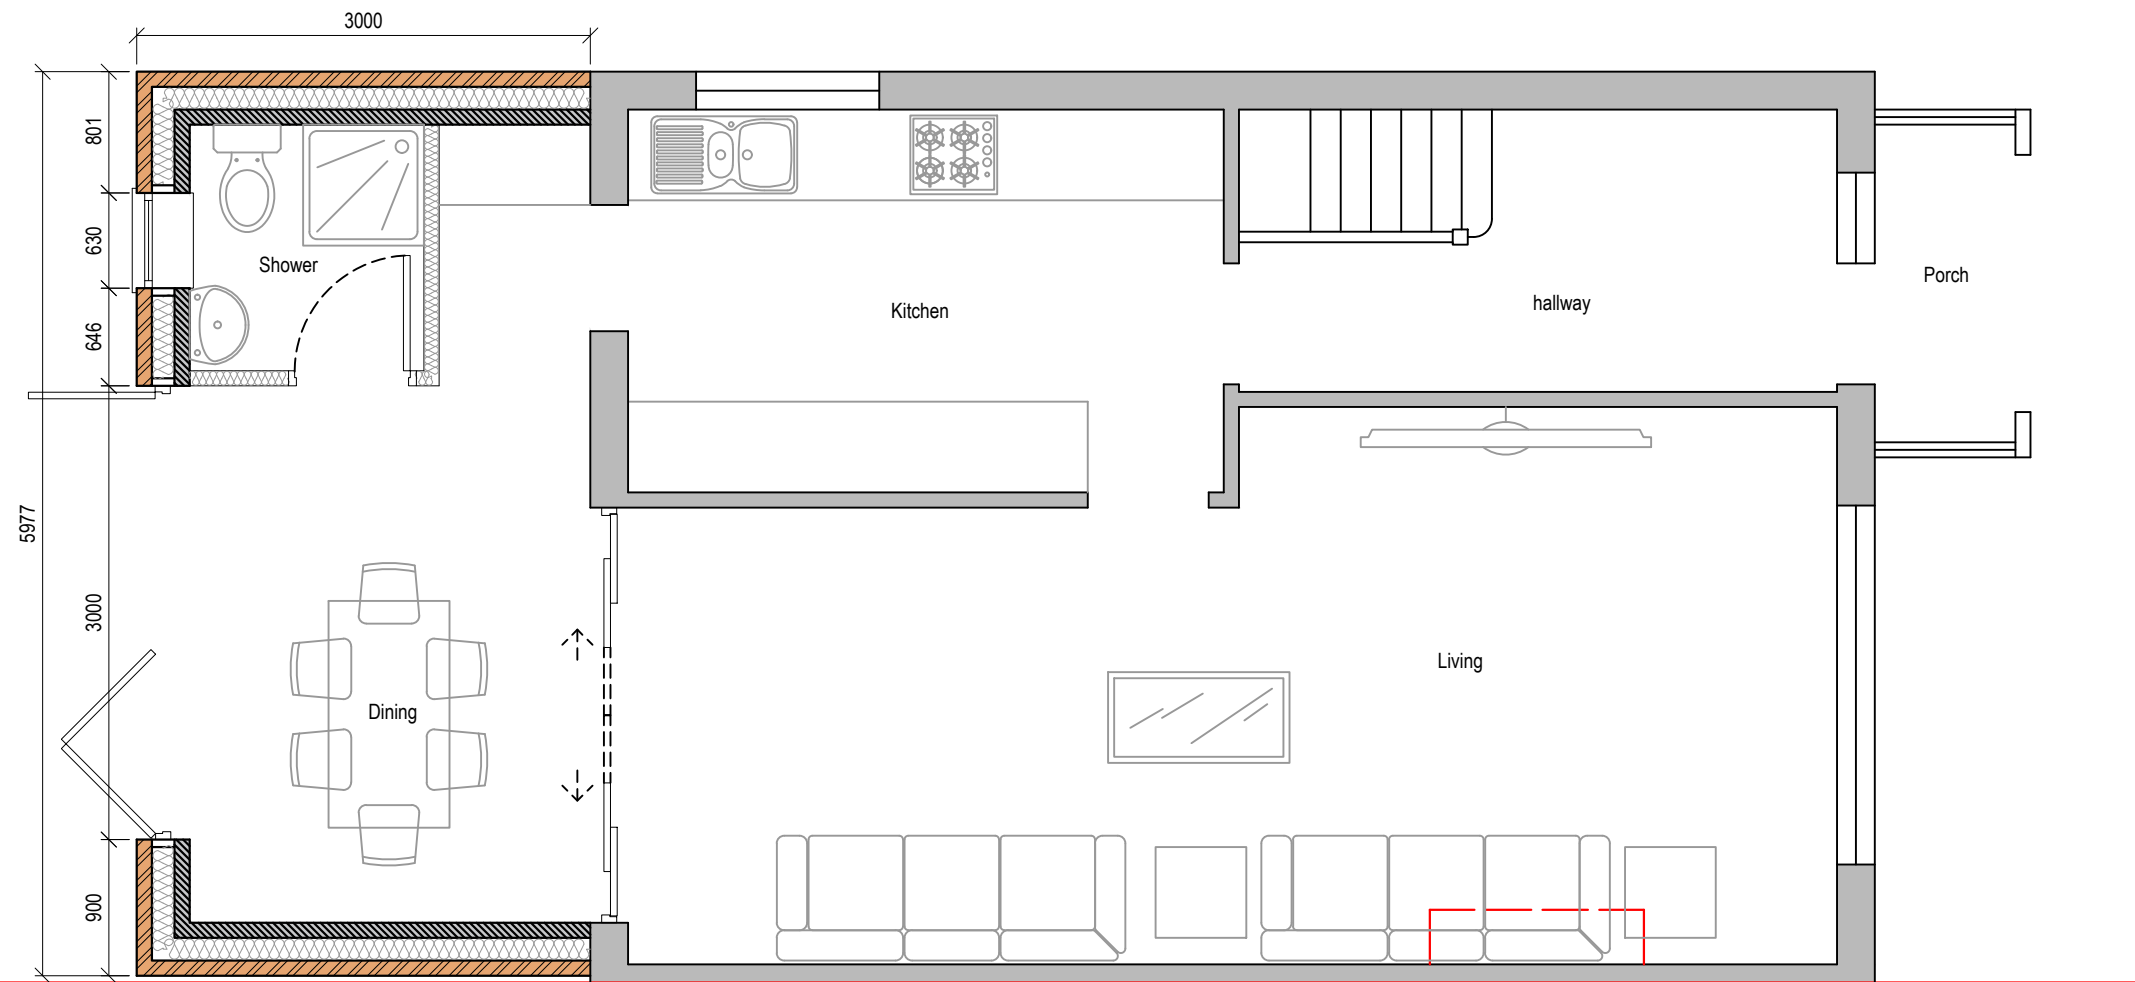 3000
801
630
Shower
Porch
hallway
Kitchen
646
5977
3000
Living
Dining
900